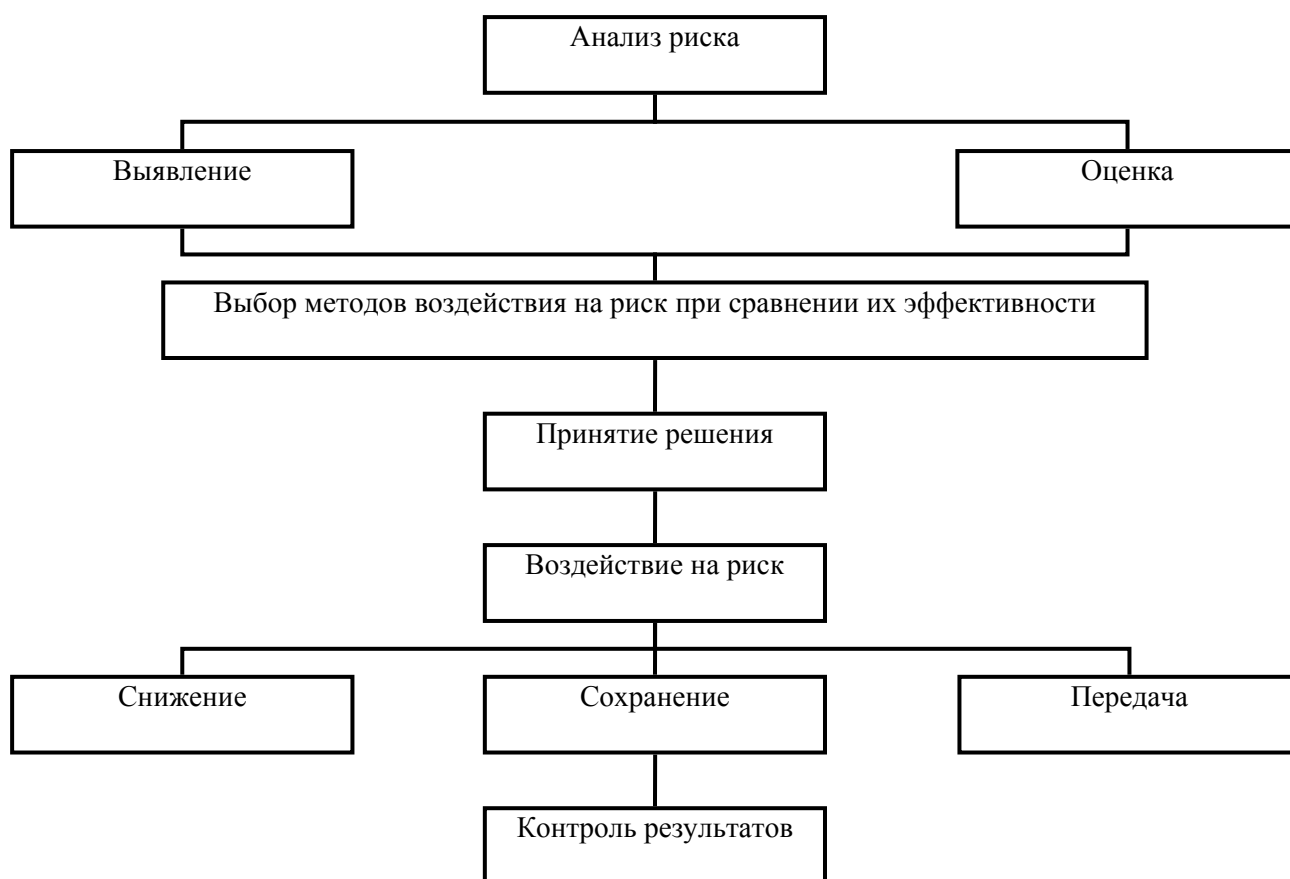 Анализ риска
Выявление
Оценка
Выбор методов воздействия на риск при сравнении их эффективности
Принятие решения
Воздействие на риск
Снижение
Сохранение
Передача
Контроль результатов